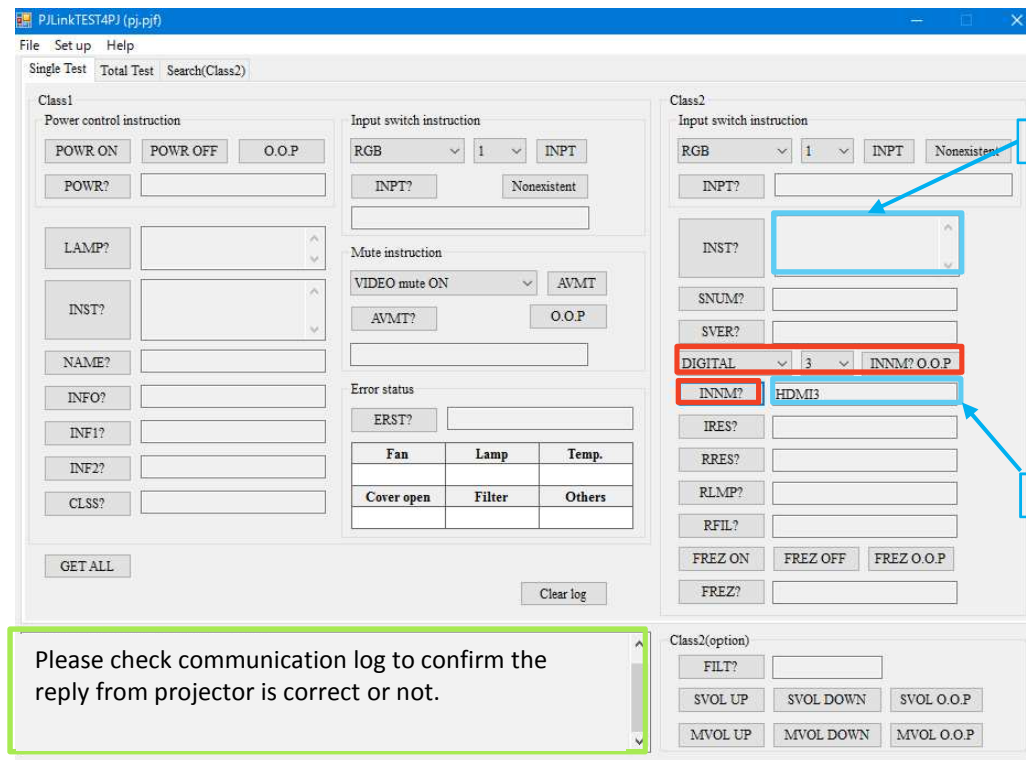 PJLinkTEST4PJ (pj.pjf)
File Set up Help
Single Test Total Test Search(Class2)
Class1
Power control instruction
POWR ON POWR OFF O.O.P
POWR?
LAMP?
INST?
NAME?
INFO?
INF1?
INF2?
CLSS?
GET ALL
Input switch instruction
RGB 1 INPT
INPT? Nonexistent
Mute instruction
VIDEO mute ON AVMT
AVMT? O.O.P
Error status
ERST?
Fan Lamp Temp.
Cover open Filter Others
Clear log
Class2
Input switch instruction
RGB 1 INPT Nonexistent
INPT?
INST?
SNUM?
SVER?
DIGITAL 3 INNM? O.O.P
INNM? HDMI3
IRES?
RRES?
RLMP?
RFIL?
FREZ ON FREZ OFF FREZ O.O.P
FREZ?
Please check communication log to confirm the
reply from projector is correct or not.
Class2(option)
FILT?
SVOL UP SVOL DOWN SVOL O.O.P
MVOL UP MVOL DOWN MVOL O.O.P